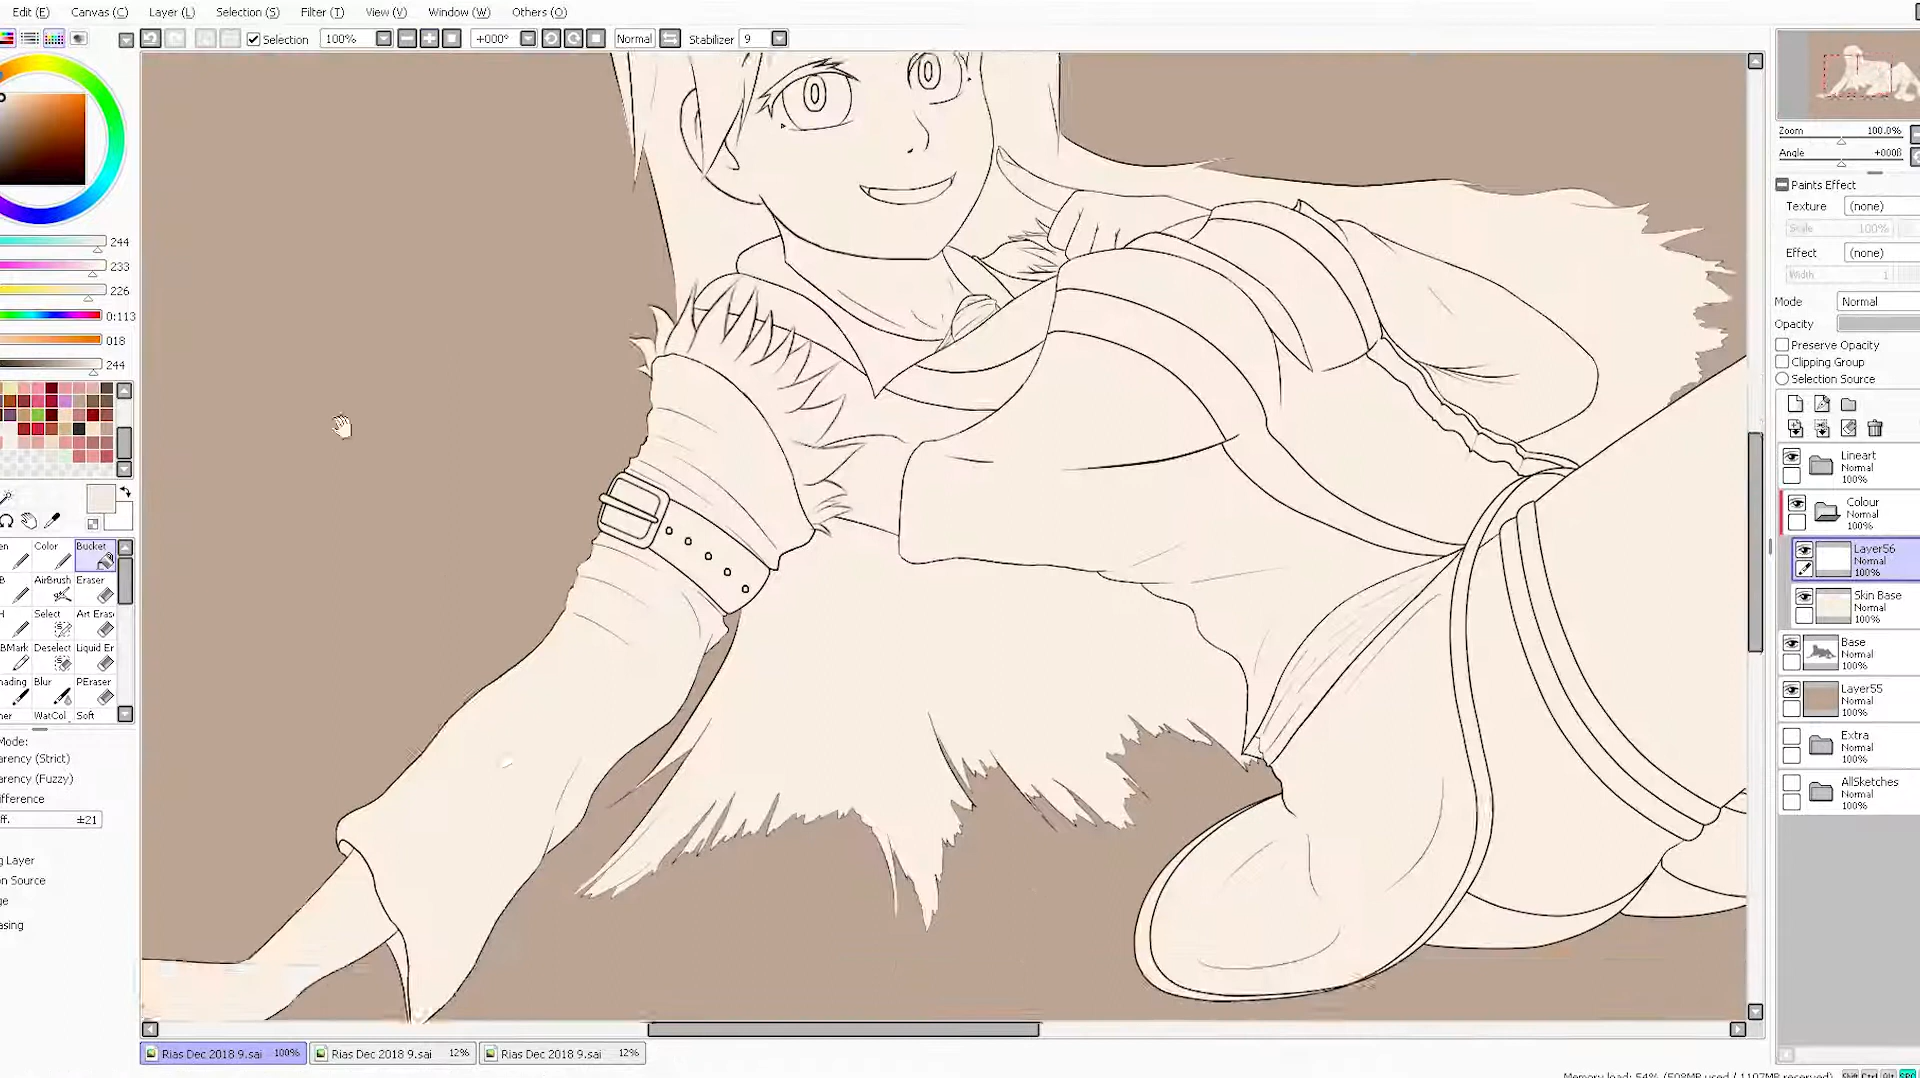 Edit (E) Canvas (C) Layer (L) Selection (S) Filter (T) View (V) Window (W) Others (O)
Selection 100% +000° Normal Stabilizer 9
244
233
226
0:113
018
244
Color Bucket
AirBrush Eraser
Select Art Eras
BMark Deselect Liquid Er
hading Blur PEraser
WatCol Soft
Mode:
arency (Strict)
arency (Fuzzy)
ifference
ff. ±21
g Layer
on Source
ge
asing
Zoom 100.0%
Angle
Paints Effect
Texture (none)
Scale 100%
Effect (none)
Width 1
Mode Normal
Opacity
Preserve Opacity
Clipping Group
Selection Source
Lineart
Normal
100%
Colour
Normal
100%
Layer56
Normal
100%
Skin Base
Normal
100%
Base
Normal
100%
Layer55
Normal
100%
Extra
Normal
100%
AllSketches
Normal
100%
Rias Dec 2018 9.sai 100% Rias Dec 2018 9.sai 12% Rias Dec 2018 9.sai 12%